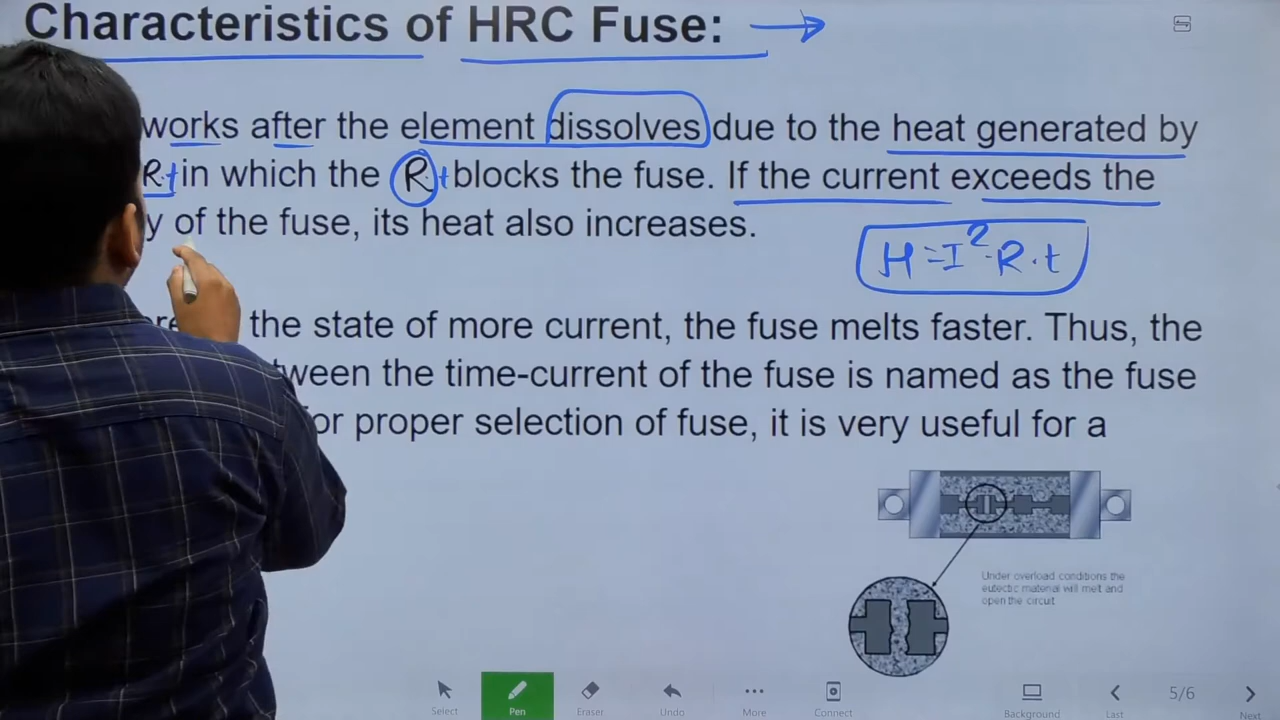 Characteristics of HRC Fuse: →
works after the element dissolves due to the heat generated by
R·t in which the R·t blocks the fuse. If the current exceeds the
y of the fuse, its heat also increases.
H=I²·R·t
the state of more current, the fuse melts faster. Thus, the
tween the time-current of the fuse is named as the fuse
or proper selection of fuse, it is very useful for a
Under overload conditions the
eutectic material will melt and
open the circuit
Select Pen Eraser Undo More Connect Background Last 5/6 Next